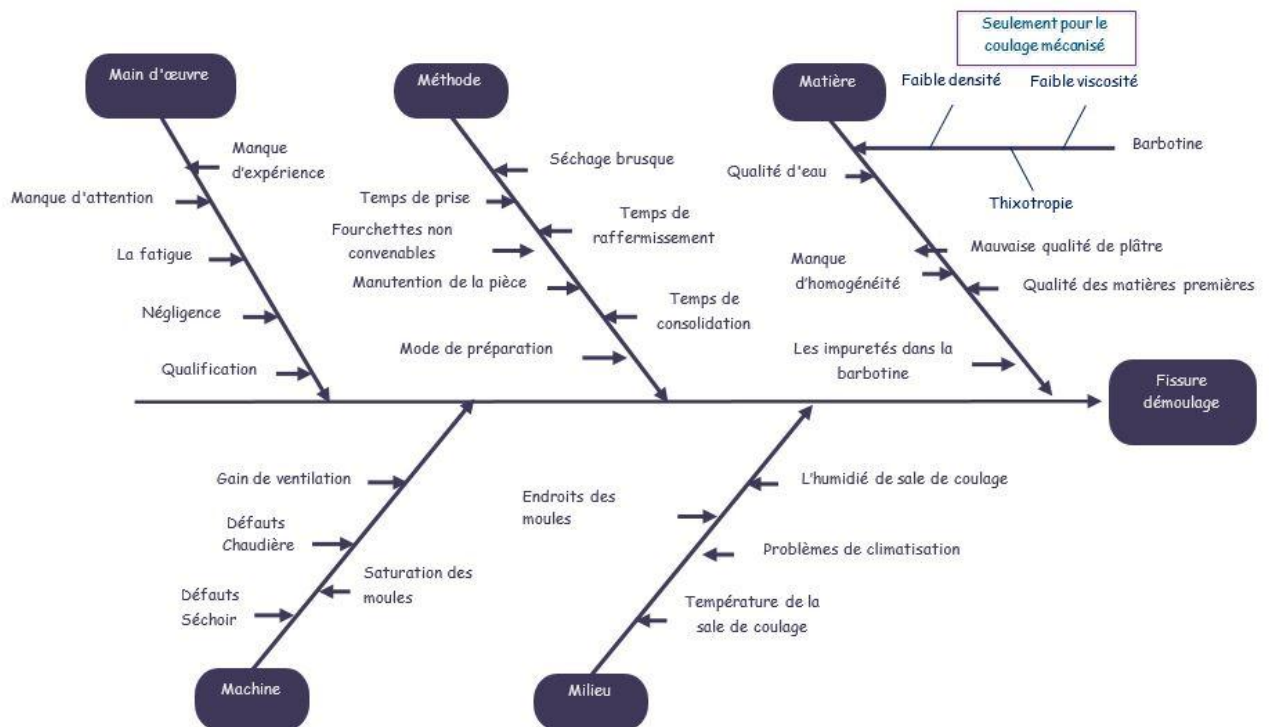 Seulement pour le
coulage mécanisé
Main d'œuvre
Méthode
Matière
Faible densité
Faible viscosité
Barbotine
Thixotropie
Manque
d'expérience
Manque d'attention
La fatigue
Négligence
Qualification
Séchage brusque
Temps de prise
Temps de
raffermissement
Fourchettes non
convenables
Manutention de la pièce
Temps de
consolidation
Mode de préparation
Qualité d'eau
Mauvaise qualité de plâtre
Manque
d'homogénéité
Qualité des matières premières
Les impuretés dans la
barbotine
Fissure
démoulage
Gain de ventilation
Défauts
Chaudière
Saturation des
moules
Défauts
Séchoir
Machine
L'humidié de sale de coulage
Endroits des
moules
Problèmes de climatisation
Température de la
sale de coulage
Milieu